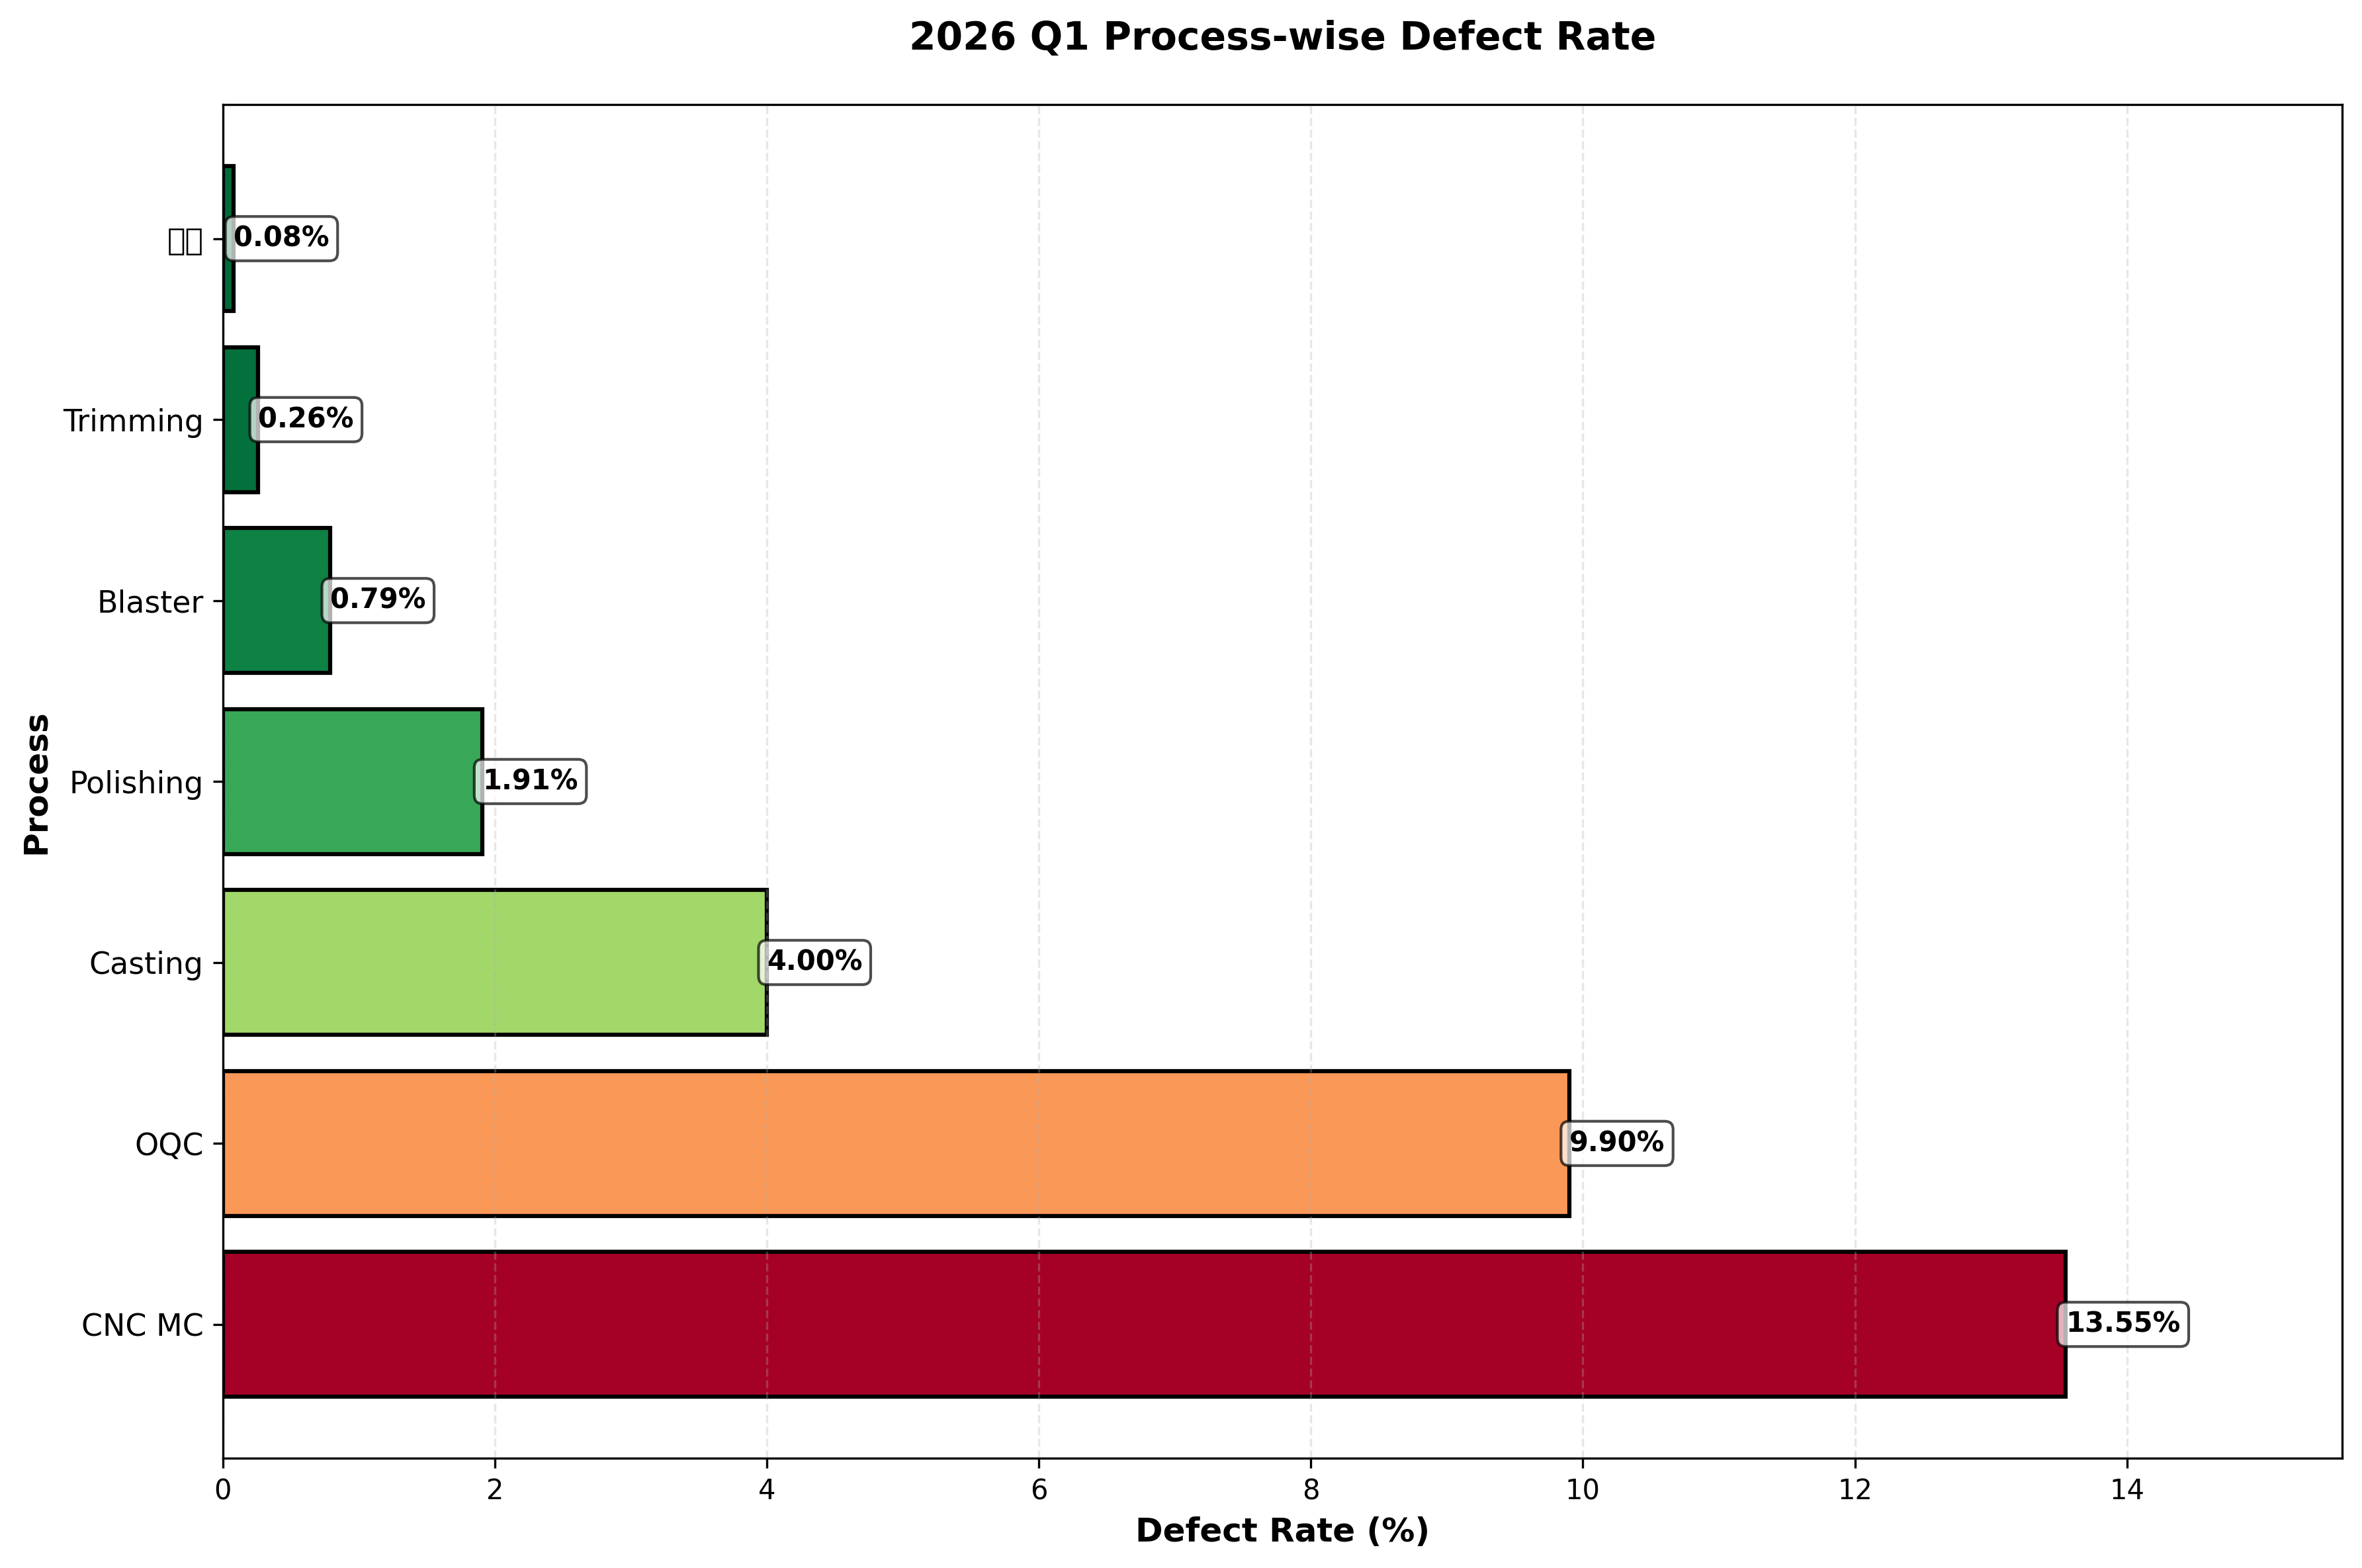 2026 Q1 Process-wise Defect Rate
0.08%
Trimming
0.26%
Blaster
0.79%
Process
Polishing
1.91%
Casting
4.00%
OQC
9.90%
CNC MC
13.55%
0 2 4 6 8 10 12 14
Defect Rate (%)